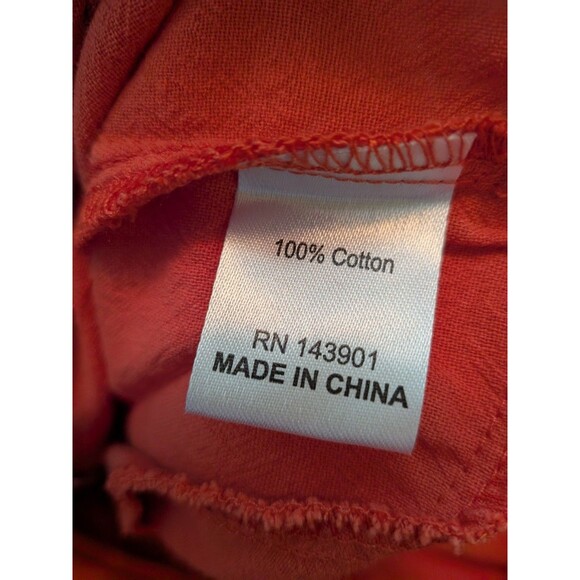 100% Cotton
RN 143901
MADE IN CHINA